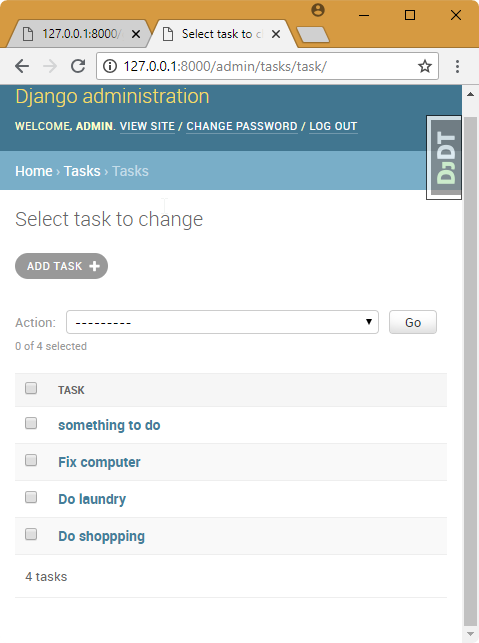 127.0.0.1:8000/
Select task to c
127.0.0.1:8000/admin/tasks/task/
Django administration
WELCOME, ADMIN. VIEW SITE / CHANGE PASSWORD / LOG OUT
DJDT
Home › Tasks › Tasks
Select task to change
ADD TASK +
Action: --------- Go
0 of 4 selected
TASK
something to do
Fix computer
Do laundry
Do shoppping
4 tasks